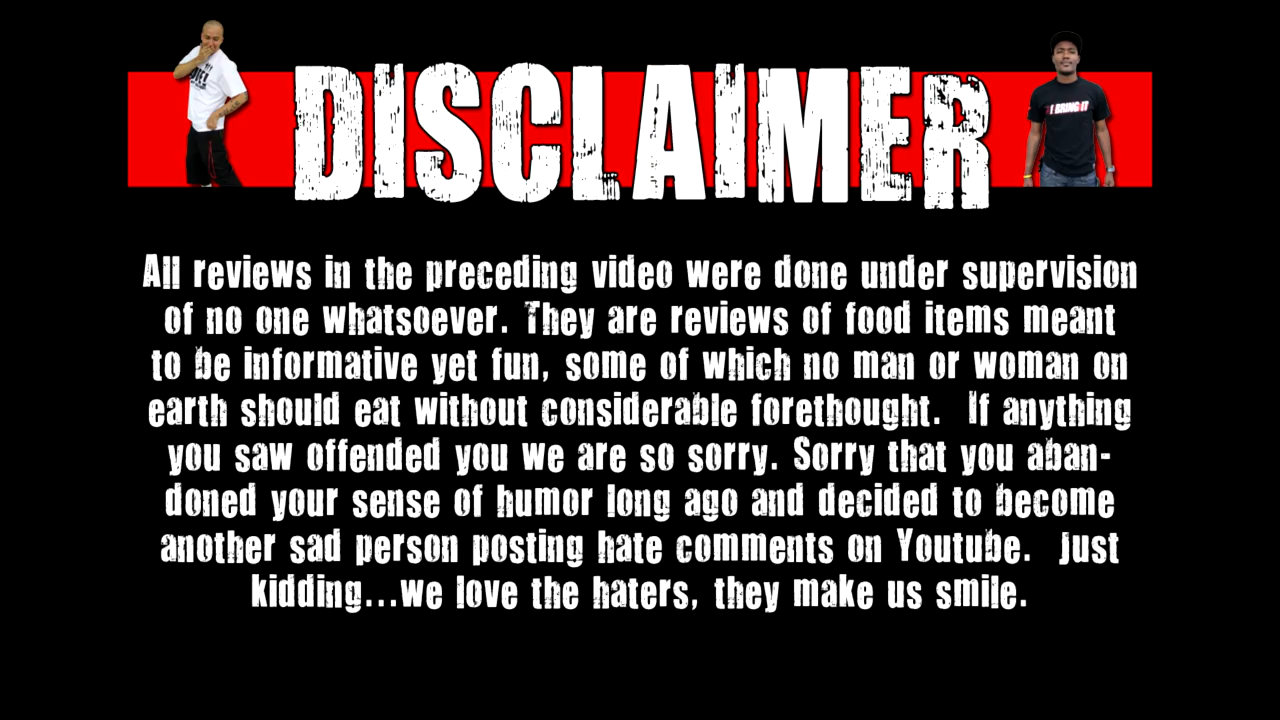 DISCLAIMER
I BRING IT
All reviews in the preceding video were done under supervision
of no one whatsoever. They are reviews of food items meant
to be informative yet fun, some of which no man or woman on
earth should eat without considerable forethought. If anything
you saw offended you we are so sorry. Sorry that you aban-
doned your sense of humor long ago and decided to become
another sad person posting hate comments on Youtube. Just
kidding...we love the haters, they make us smile.